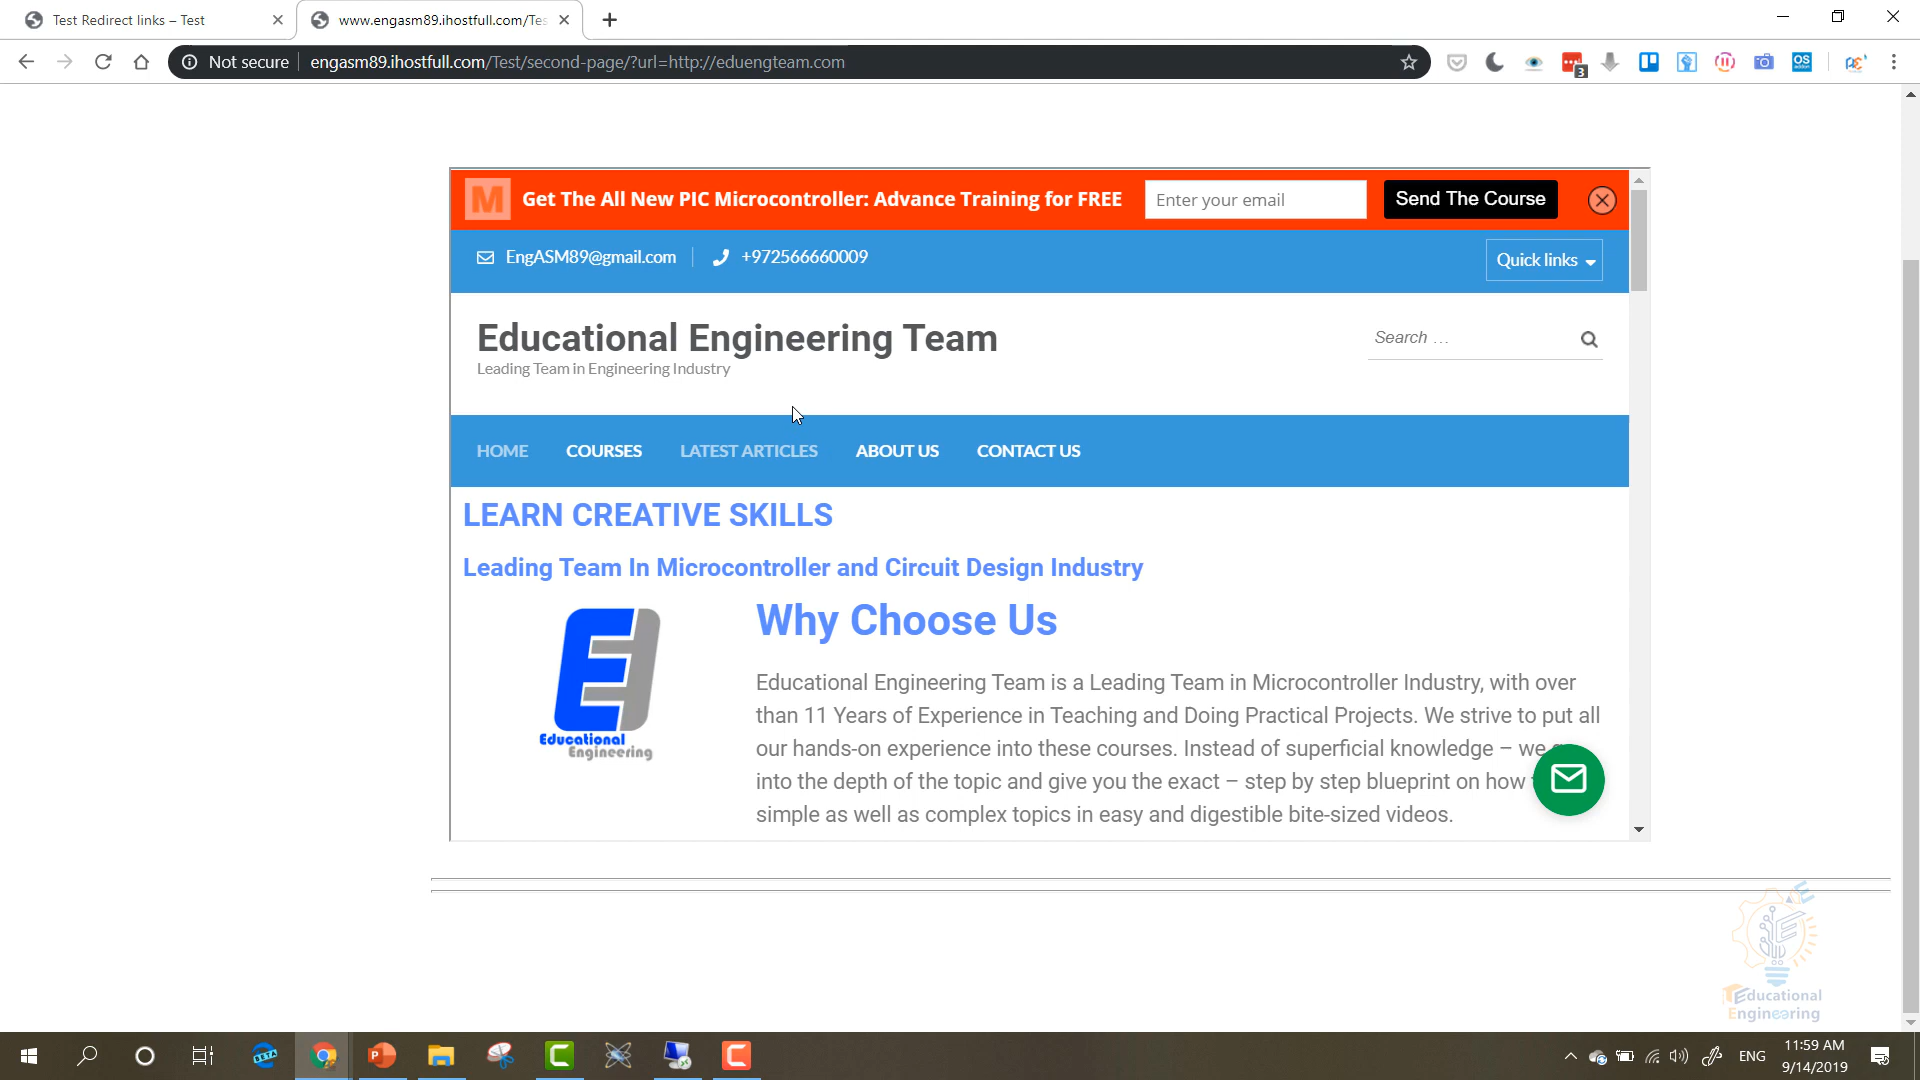 Test Redirect links – Test
www.engasm89.ihostfull.com/Tes
Not secure
engasm89.ihostfull.com/Test/second-page/?url=http://eduengteam.com
3
OS
M
Get The All New PIC Microcontroller: Advance Training for FREE
Enter your email
Send The Course
EngASM89@gmail.com
+972566660009
Quick links
Educational Engineering Team
Leading Team in Engineering Industry
Search …
HOME
COURSES
LATEST ARTICLES
ABOUT US
CONTACT US
LEARN CREATIVE SKILLS
Leading Team In Microcontroller and Circuit Design Industry
Educational
Engineering
Why Choose Us
Educational Engineering Team is a Leading Team in Microcontroller Industry, with over
than 11 Years of Experience in Teaching and Doing Practical Projects. We strive to put all
our hands-on experience into these courses. Instead of superficial knowledge – we
into the depth of the topic and give you the exact – step by step blueprint on how
simple as well as complex topics in easy and digestible bite-sized videos.
Educational
Engineering
BETA
ENG
11:59 AM
9/14/2019